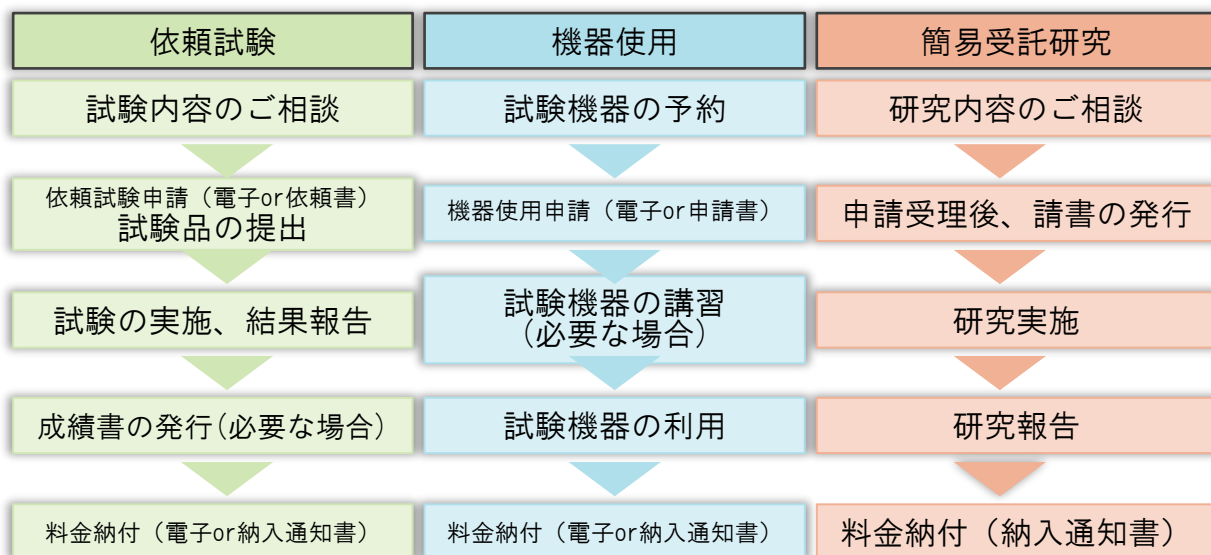 依頼試験
試験内容のご相談
依頼試験申請（電子or依頼書）
試験品の提出
試験の実施、結果報告
成績書の発行(必要な場合)
料金納付（電子or納入通知書）
機器使用
試験機器の予約
機器使用申請（電子or申請書）
試験機器の講習
（必要な場合）
試験機器の利用
料金納付（電子or納入通知書）
簡易受託研究
研究内容のご相談
申請受理後、請書の発行
研究実施
研究報告
料金納付（納入通知書）